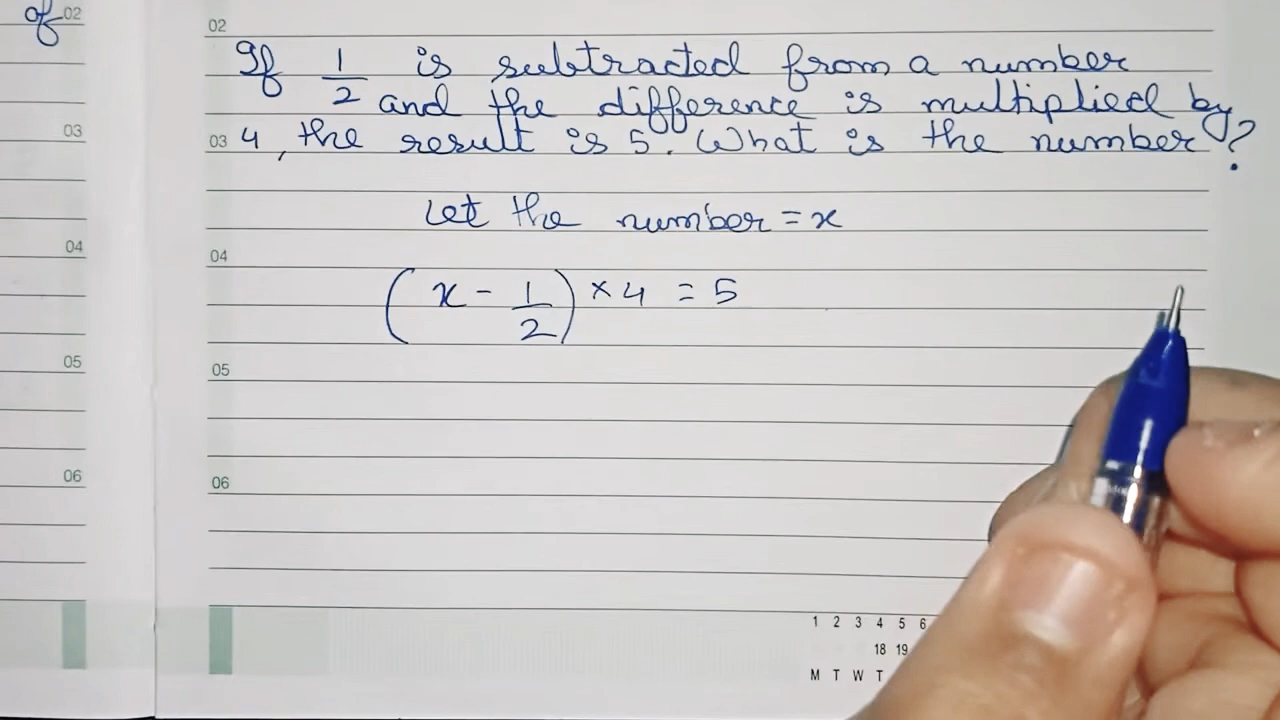 of 02
03
04
05
06
02
If 1/2 is subtracted from a number
and the difference is multiplied by
03 4, the result is 5. What is the number?
Let the number = x
04
(x - 1/2) × 4 = 5
05
06
1 2 3 4 5 6
18 19
M T W T